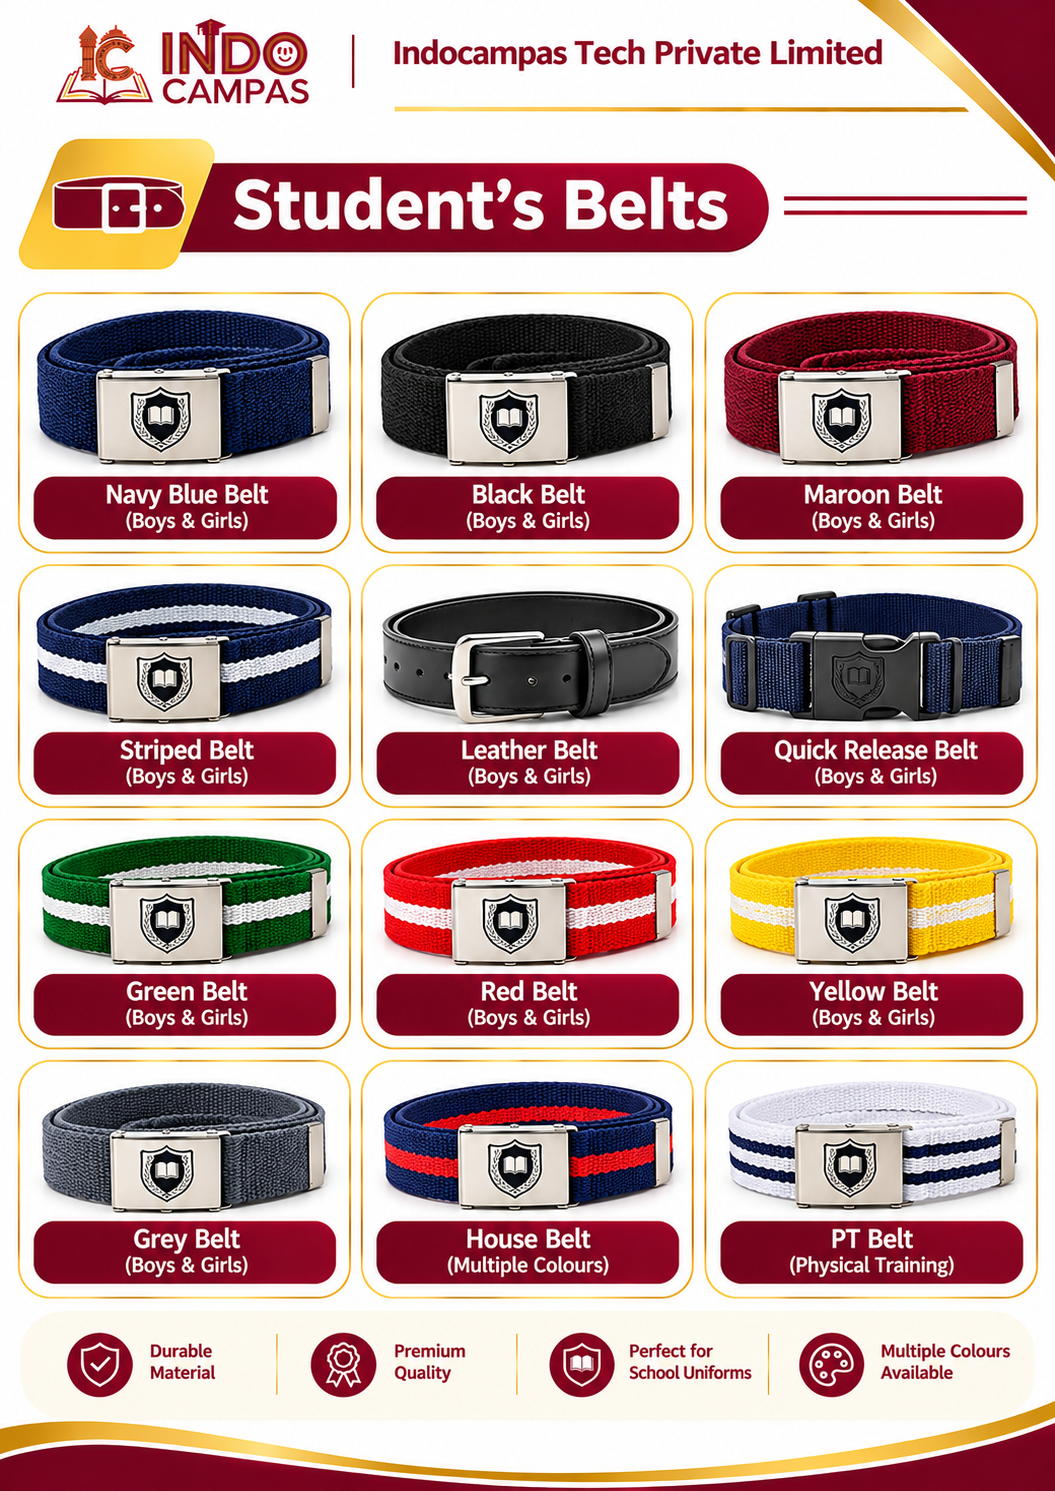 IC INDO
CAMPAS
Indocampas Tech Private Limited
Student's Belts
Navy Blue Belt
(Boys & Girls)
Black Belt
(Boys & Girls)
Maroon Belt
(Boys & Girls)
Striped Belt
(Boys & Girls)
Leather Belt
(Boys & Girls)
Quick Release Belt
(Boys & Girls)
Green Belt
(Boys & Girls)
Red Belt
(Boys & Girls)
Yellow Belt
(Boys & Girls)
Grey Belt
(Boys & Girls)
House Belt
(Multiple Colours)
PT Belt
(Physical Training)
Durable
Material
Premium
Quality
Perfect for
School Uniforms
Multiple Colours
Available